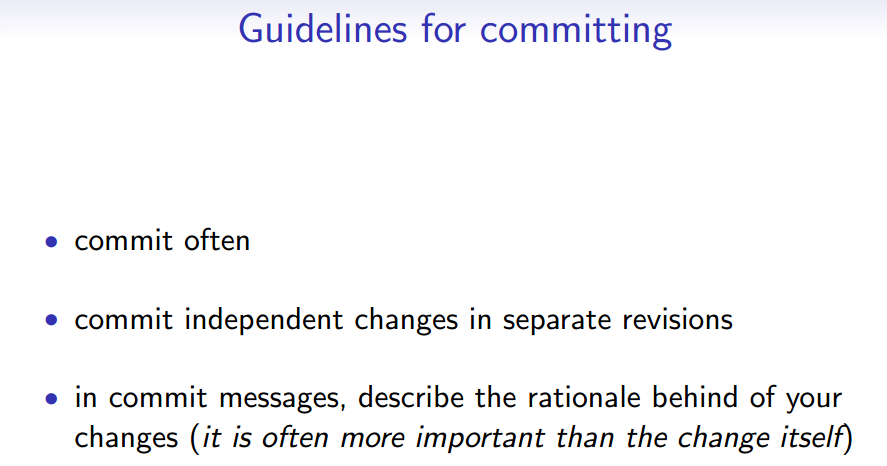 Guidelines for committing
• commit often
• commit independent changes in separate revisions
• in commit messages, describe the rationale behind of your
changes (it is often more important than the change itself)